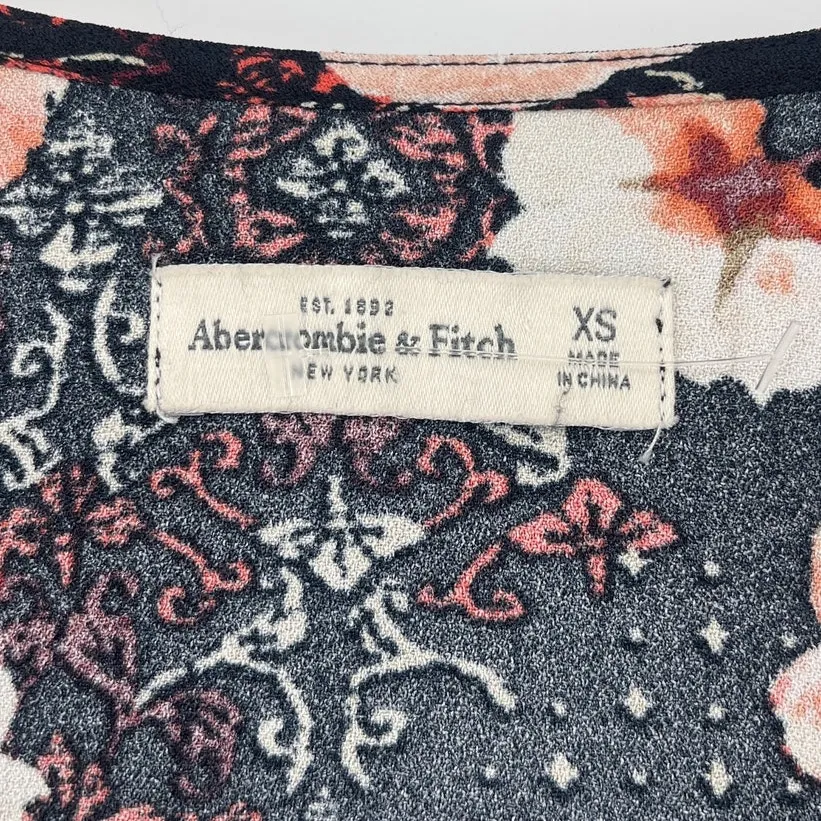 EST. 1892
Abercrombie & Fitch
NEW YORK
XS
MADE
IN CHINA